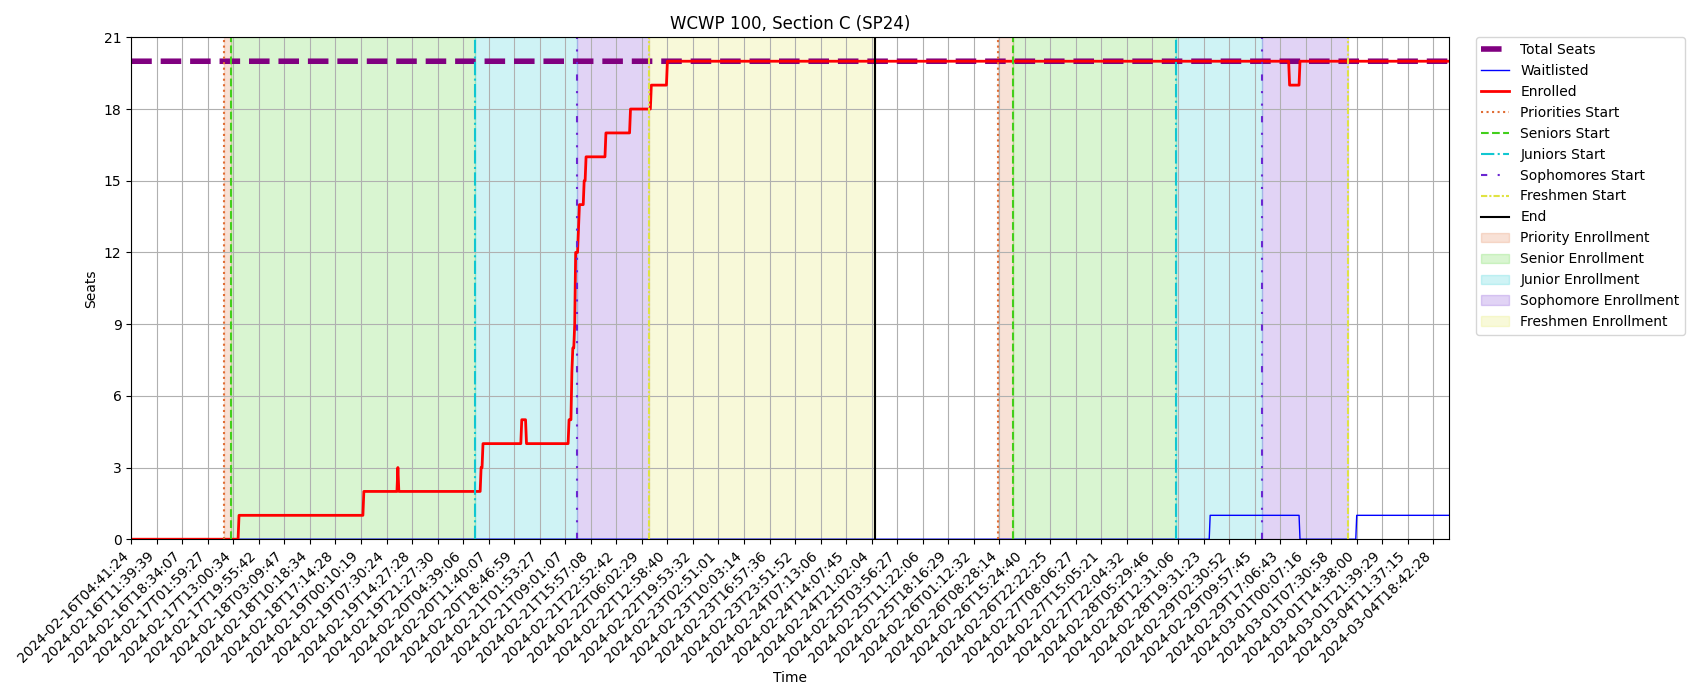 WCWP 100, Section C (SP24)
21
18
15
12
9
6
3
0
Seats
2024-02-16T04:41:24
2024-02-16T11:39:39
2024-02-16T18:34:07
2024-02-17T01:59:27
2024-02-17T13:00:34
2024-02-17T19:55:42
2024-02-18T03:09:47
2024-02-18T10:18:34
2024-02-18T17:14:28
2024-02-19T00:10:19
2024-02-19T07:30:24
2024-02-19T14:27:28
2024-02-19T21:27:30
2024-02-20T04:39:06
2024-02-20T11:40:07
2024-02-20T18:46:59
2024-02-21T01:53:27
2024-02-21T09:01:07
2024-02-21T15:57:08
2024-02-21T22:52:42
2024-02-22T06:02:29
2024-02-22T12:58:40
2024-02-22T19:53:32
2024-02-23T02:51:01
2024-02-23T10:03:14
2024-02-23T16:57:36
2024-02-23T23:51:52
2024-02-24T07:13:06
2024-02-24T14:07:45
2024-02-24T21:02:04
2024-02-25T03:56:27
2024-02-25T11:22:06
2024-02-25T18:16:29
2024-02-26T01:12:32
2024-02-26T08:28:14
2024-02-26T15:24:40
2024-02-26T22:22:25
2024-02-27T08:06:27
2024-02-27T15:05:21
2024-02-27T22:04:32
2024-02-28T05:29:46
2024-02-28T12:31:06
2024-02-28T19:31:23
2024-02-29T02:30:52
2024-02-29T09:57:45
2024-02-29T17:06:43
2024-03-01T00:07:16
2024-03-01T07:30:58
2024-03-01T14:38:00
2024-03-01T21:39:29
2024-03-04T11:37:15
2024-03-04T18:42:28
Time
Total Seats
Waitlisted
Enrolled
Priorities Start
Seniors Start
Juniors Start
Sophomores Start
Freshmen Start
End
Priority Enrollment
Senior Enrollment
Junior Enrollment
Sophomore Enrollment
Freshmen Enrollment